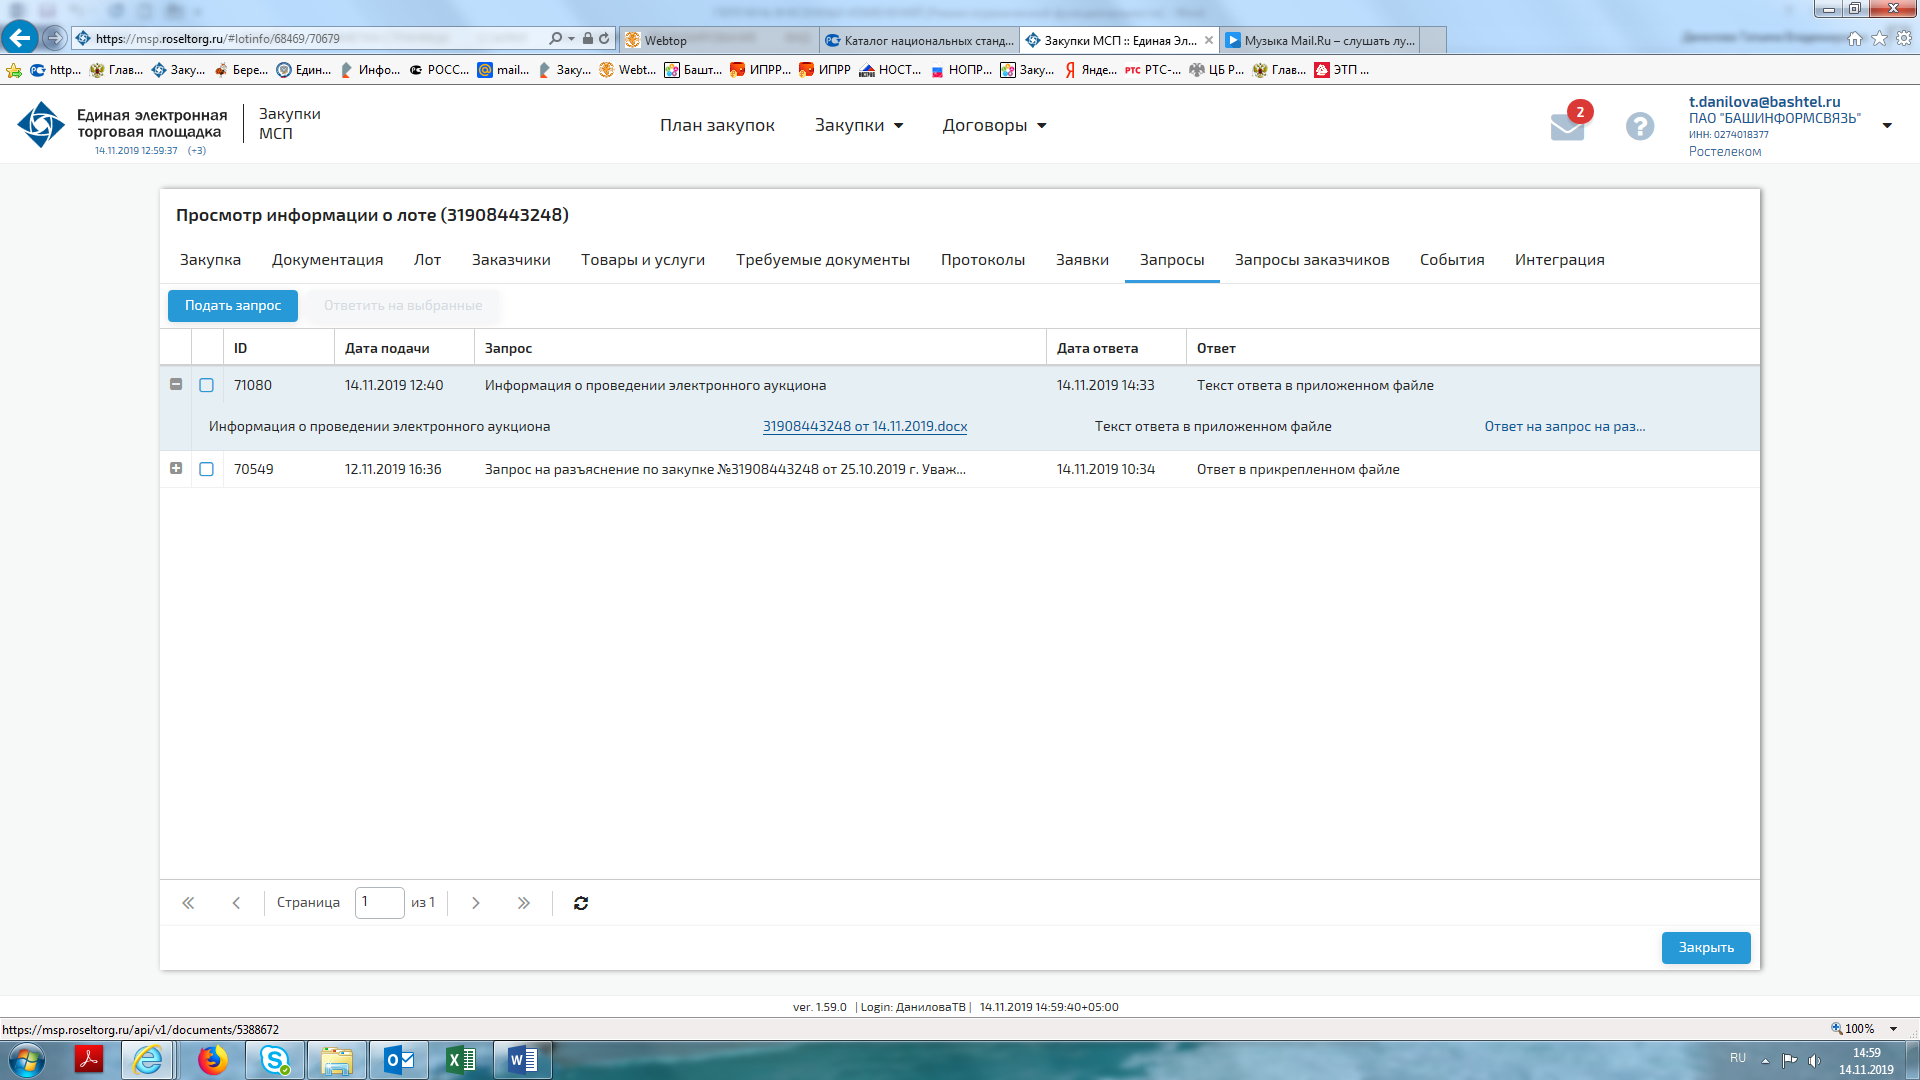 https://msp.roseltorg.ru/#lotinfo/68469/70679
Webtop
Каталог национальных станд...
Закупки МСП :: Единая Эл...
Музыка Mail.Ru – слушать лу...
http...
Глав...
Заку...
Бере...
Един...
Инфо...
РОСС...
mail...
Заку...
Webt...
Башт...
ИПРР...
ИПРР
НОСТ...
НОПР...
Заку...
Янде...
РТС-...
ЦБ Р...
Глав...
ЭТП ...
Единая электронная
торговая площадка
14.11.2019 12:59:37 (+3)
Закупки
МСП
План закупок
Закупки
Договоры
2
t.danilova@bashtel.ru
ПАО "БАШИНФОРМСВЯЗЬ"
ИНН: 0274018377
Ростелеком
Просмотр информации о лоте (31908443248)
Закупка Документация Лот Заказчики Товары и услуги Требуемые документы Протоколы Заявки Запросы Запросы заказчиков События Интеграция
Подать запрос Ответить на выбранные
ID Дата подачи Запрос Дата ответа Ответ
71080 14.11.2019 12:40 Информация о проведении электронного аукциона 14.11.2019 14:33 Текст ответа в приложенном файле
Информация о проведении электронного аукциона 31908443248 от 14.11.2019.docx Текст ответа в приложенном файле Ответ на запрос на раз...
70549 12.11.2019 16:36 Запрос на разъяснение по закупке №31908443248 от 25.10.2019 г. Уваж... 14.11.2019 10:34 Ответ в прикрепленном файле
Страница 1 из 1
Закрыть
ver. 1.59.0 | Login: ДаниловаТВ | 14.11.2019 14:59:40+05:00
https://msp.roseltorg.ru/api/v1/documents/5388672
100%
RU
14:59
14.11.2019